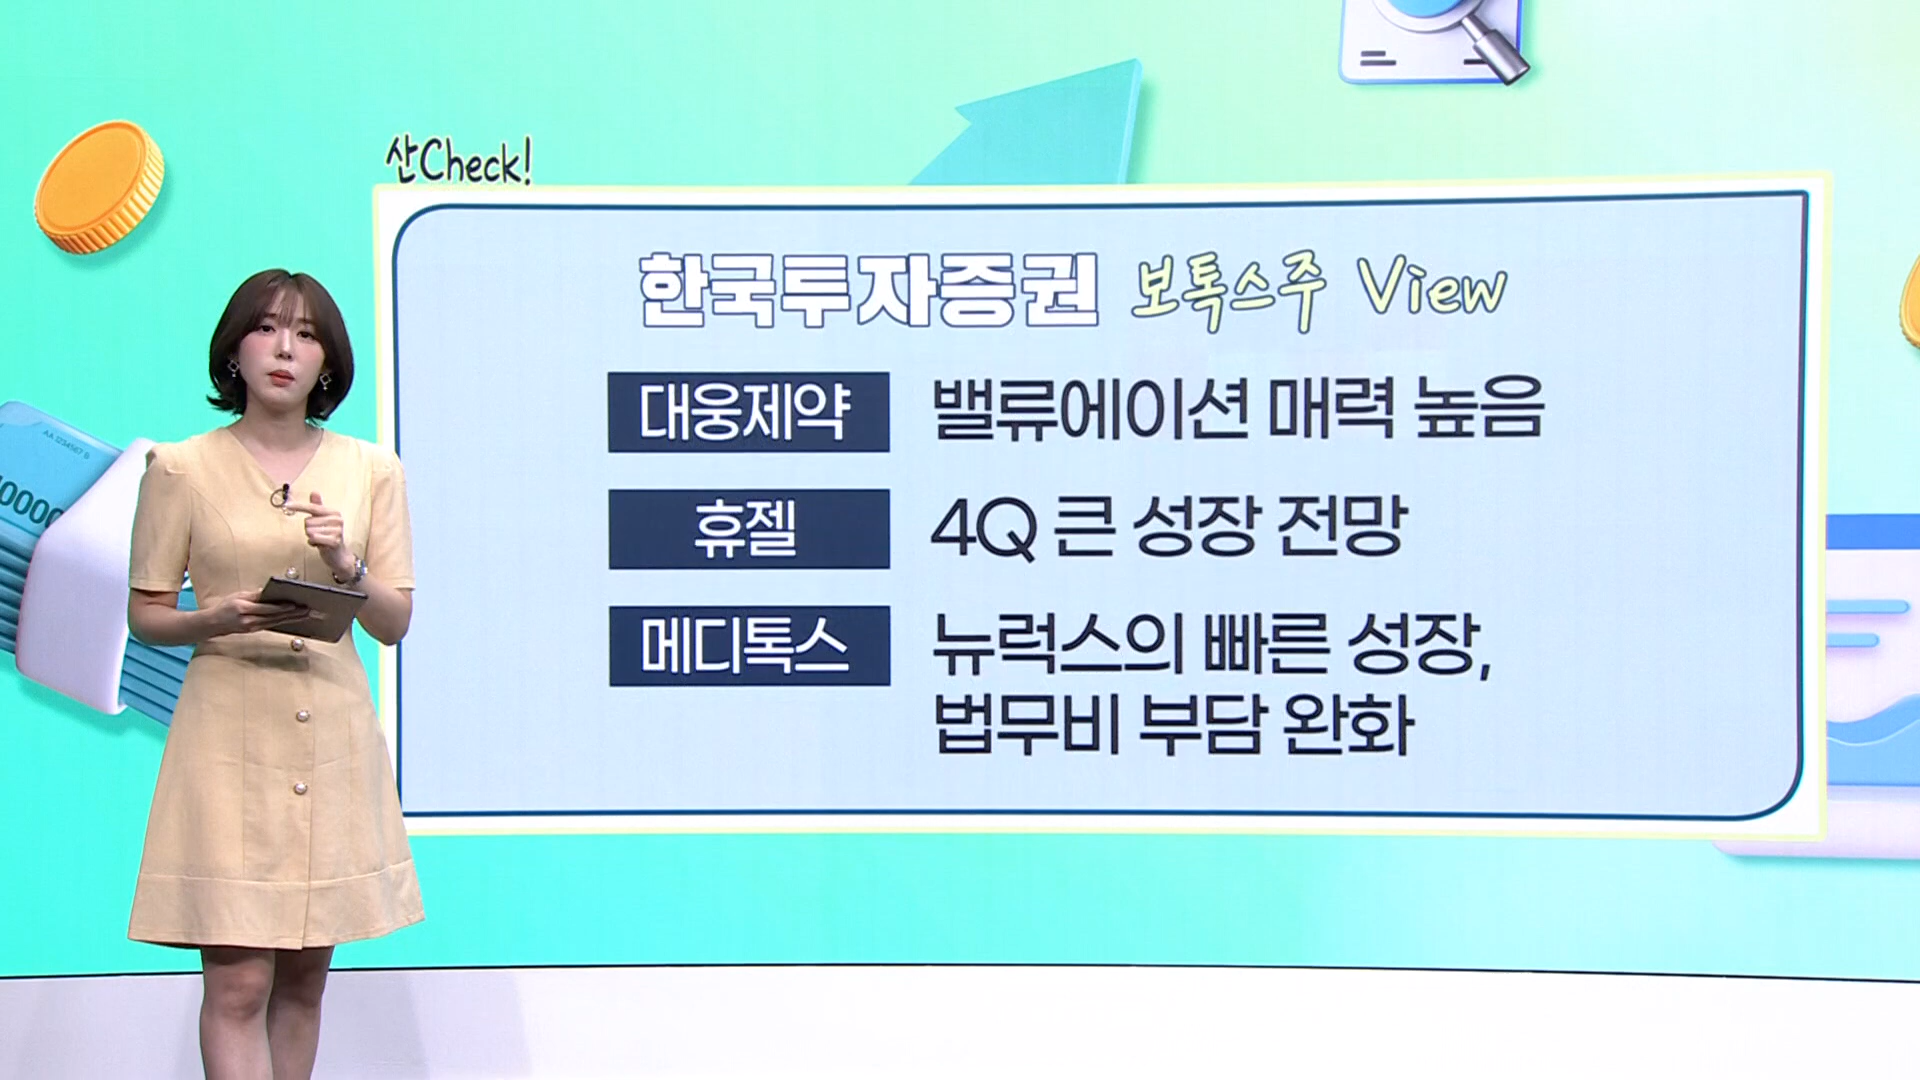 산Check!
한국투자증권 보톡스주 View
대웅제약 밸류에이션 매력 높음
휴젤 4Q 큰 성장 전망
메디톡스 뉴럭스의 빠른 성장,
법무비 부담 완화
AA 1234567 B
10000